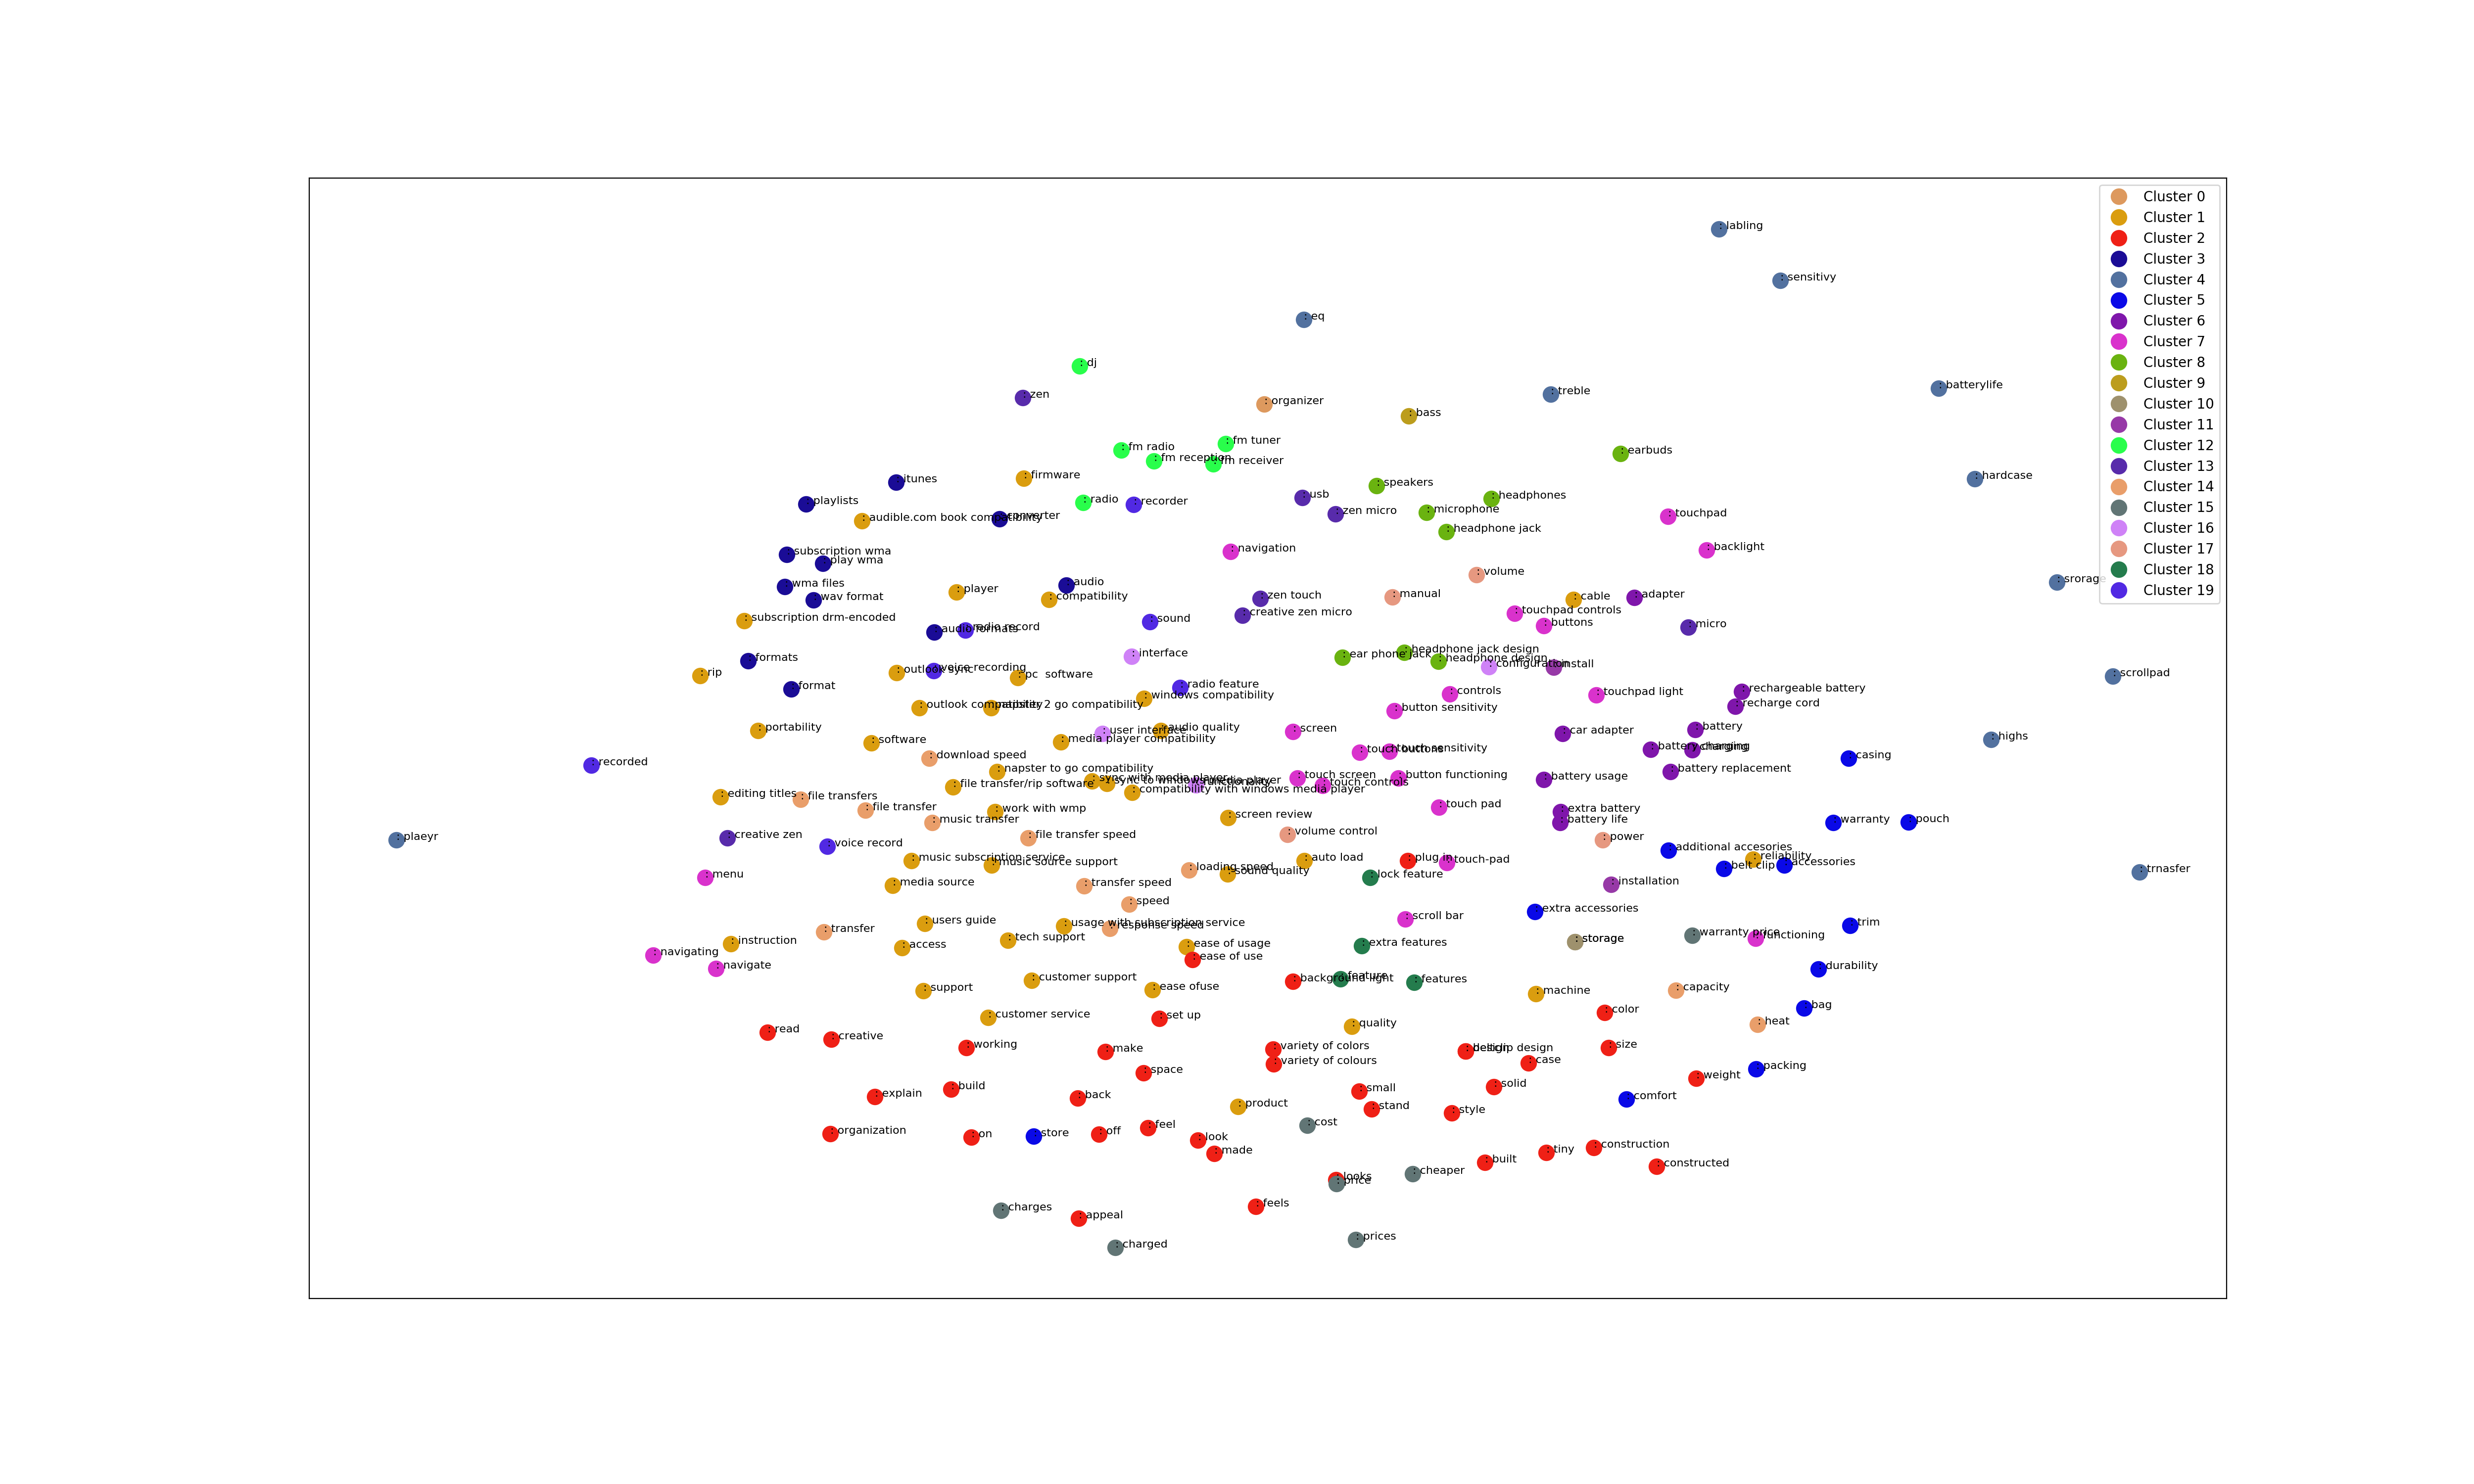 : labling
: sensitivy
: eq
: dj
: batterylife
: treble
: zen
: organizer
: bass
: fm tuner
: fm radio
: earbuds
: fm reception
: fm receiver
: firmware
: hardcase
: itunes
: speakers
: usb
: headphones
: playlists
: radio
: recorder
: zen micro
: microphone
: touchpad
: audible.com book compatibility
: converter
: headphone jack
: navigation
: backlight
: subscription wma
: play wma
: volume
: srorage
: wma files
: audio
: player
: wav format
: compatibility
: zen touch
: manual
: cable
: adapter
: creative zen micro
: touchpad controls
: subscription drm-encoded
: sound
: buttons
: micro
: audio formats
: radio record
: headphone jack design
: interface
: ear phone jack
: formats
: headphone design
: configuration
: install
: voice recording
: outlook sync
: rip
: pc  software
: scrollpad
: format
: radio feature
: rechargeable battery
: controls
: touchpad light
: windows compatibility
: recharge cord
: outlook compatibility
: napster 2 go compatibility
: button sensitivity
: portability
: user interface
: audio quality
: screen
: car adapter
: battery
: software
: media player compatibility
: highs
: touch buttons
: touch sensitivity
: battery charging
: charging
: download speed
: casing
: recorded
: napster to go compatibility
: battery replacement
: sync with media player
: sync to windows media player
: functionality
: touch screen
: button functioning
: battery usage
: file transfer/rip software
: touch controls
: compatibility with windows media player
: editing titles
: file transfers
: file transfer
: work with wmp
: touch pad
: extra battery
: screen review
: music transfer
: battery life
: warranty
: pouch
: creative zen
: file transfer speed
: volume control
: plaeyr
: power
: voice record
: additional accesories
: music subscription service
: music source support
: auto load
: plug in
: touch-pad
: reliability
: accessories
: belt clip
: loading speed
: sound quality
: trnasfer
: menu
: lock feature
: media source
: transfer speed
: installation
: speed
: extra accessories
: scroll bar
: users guide
: usage with subscription service
: response speed
: trim
: transfer
: warranty price
: functioning
: instruction
: access
: tech support
: ease of usage
: extra features
: storage
: navigating
: ease of use
: navigate
: durability
: customer support
: background light
: feature
: features
: support
: ease ofuse
: machine
: capacity
: bag
: customer service
: set up
: color
: quality
: heat
: read
: creative
: working
: make
: variety of colors
: design
: beltclip design
: size
: variety of colours
: case
: space
: packing
: weight
: build
: small
: solid
: explain
: back
: comfort
: product
: stand
: style
: cost
: organization
: on
: store
: off
: feel
: look
: made
: construction
: tiny
: built
: constructed
: cheaper
: looks
: price
: feels
: charges
: appeal
: prices
: charged
Cluster 0
Cluster 1
Cluster 2
Cluster 3
Cluster 4
Cluster 5
Cluster 6
Cluster 7
Cluster 8
Cluster 9
Cluster 10
Cluster 11
Cluster 12
Cluster 13
Cluster 14
Cluster 15
Cluster 16
Cluster 17
Cluster 18
Cluster 19